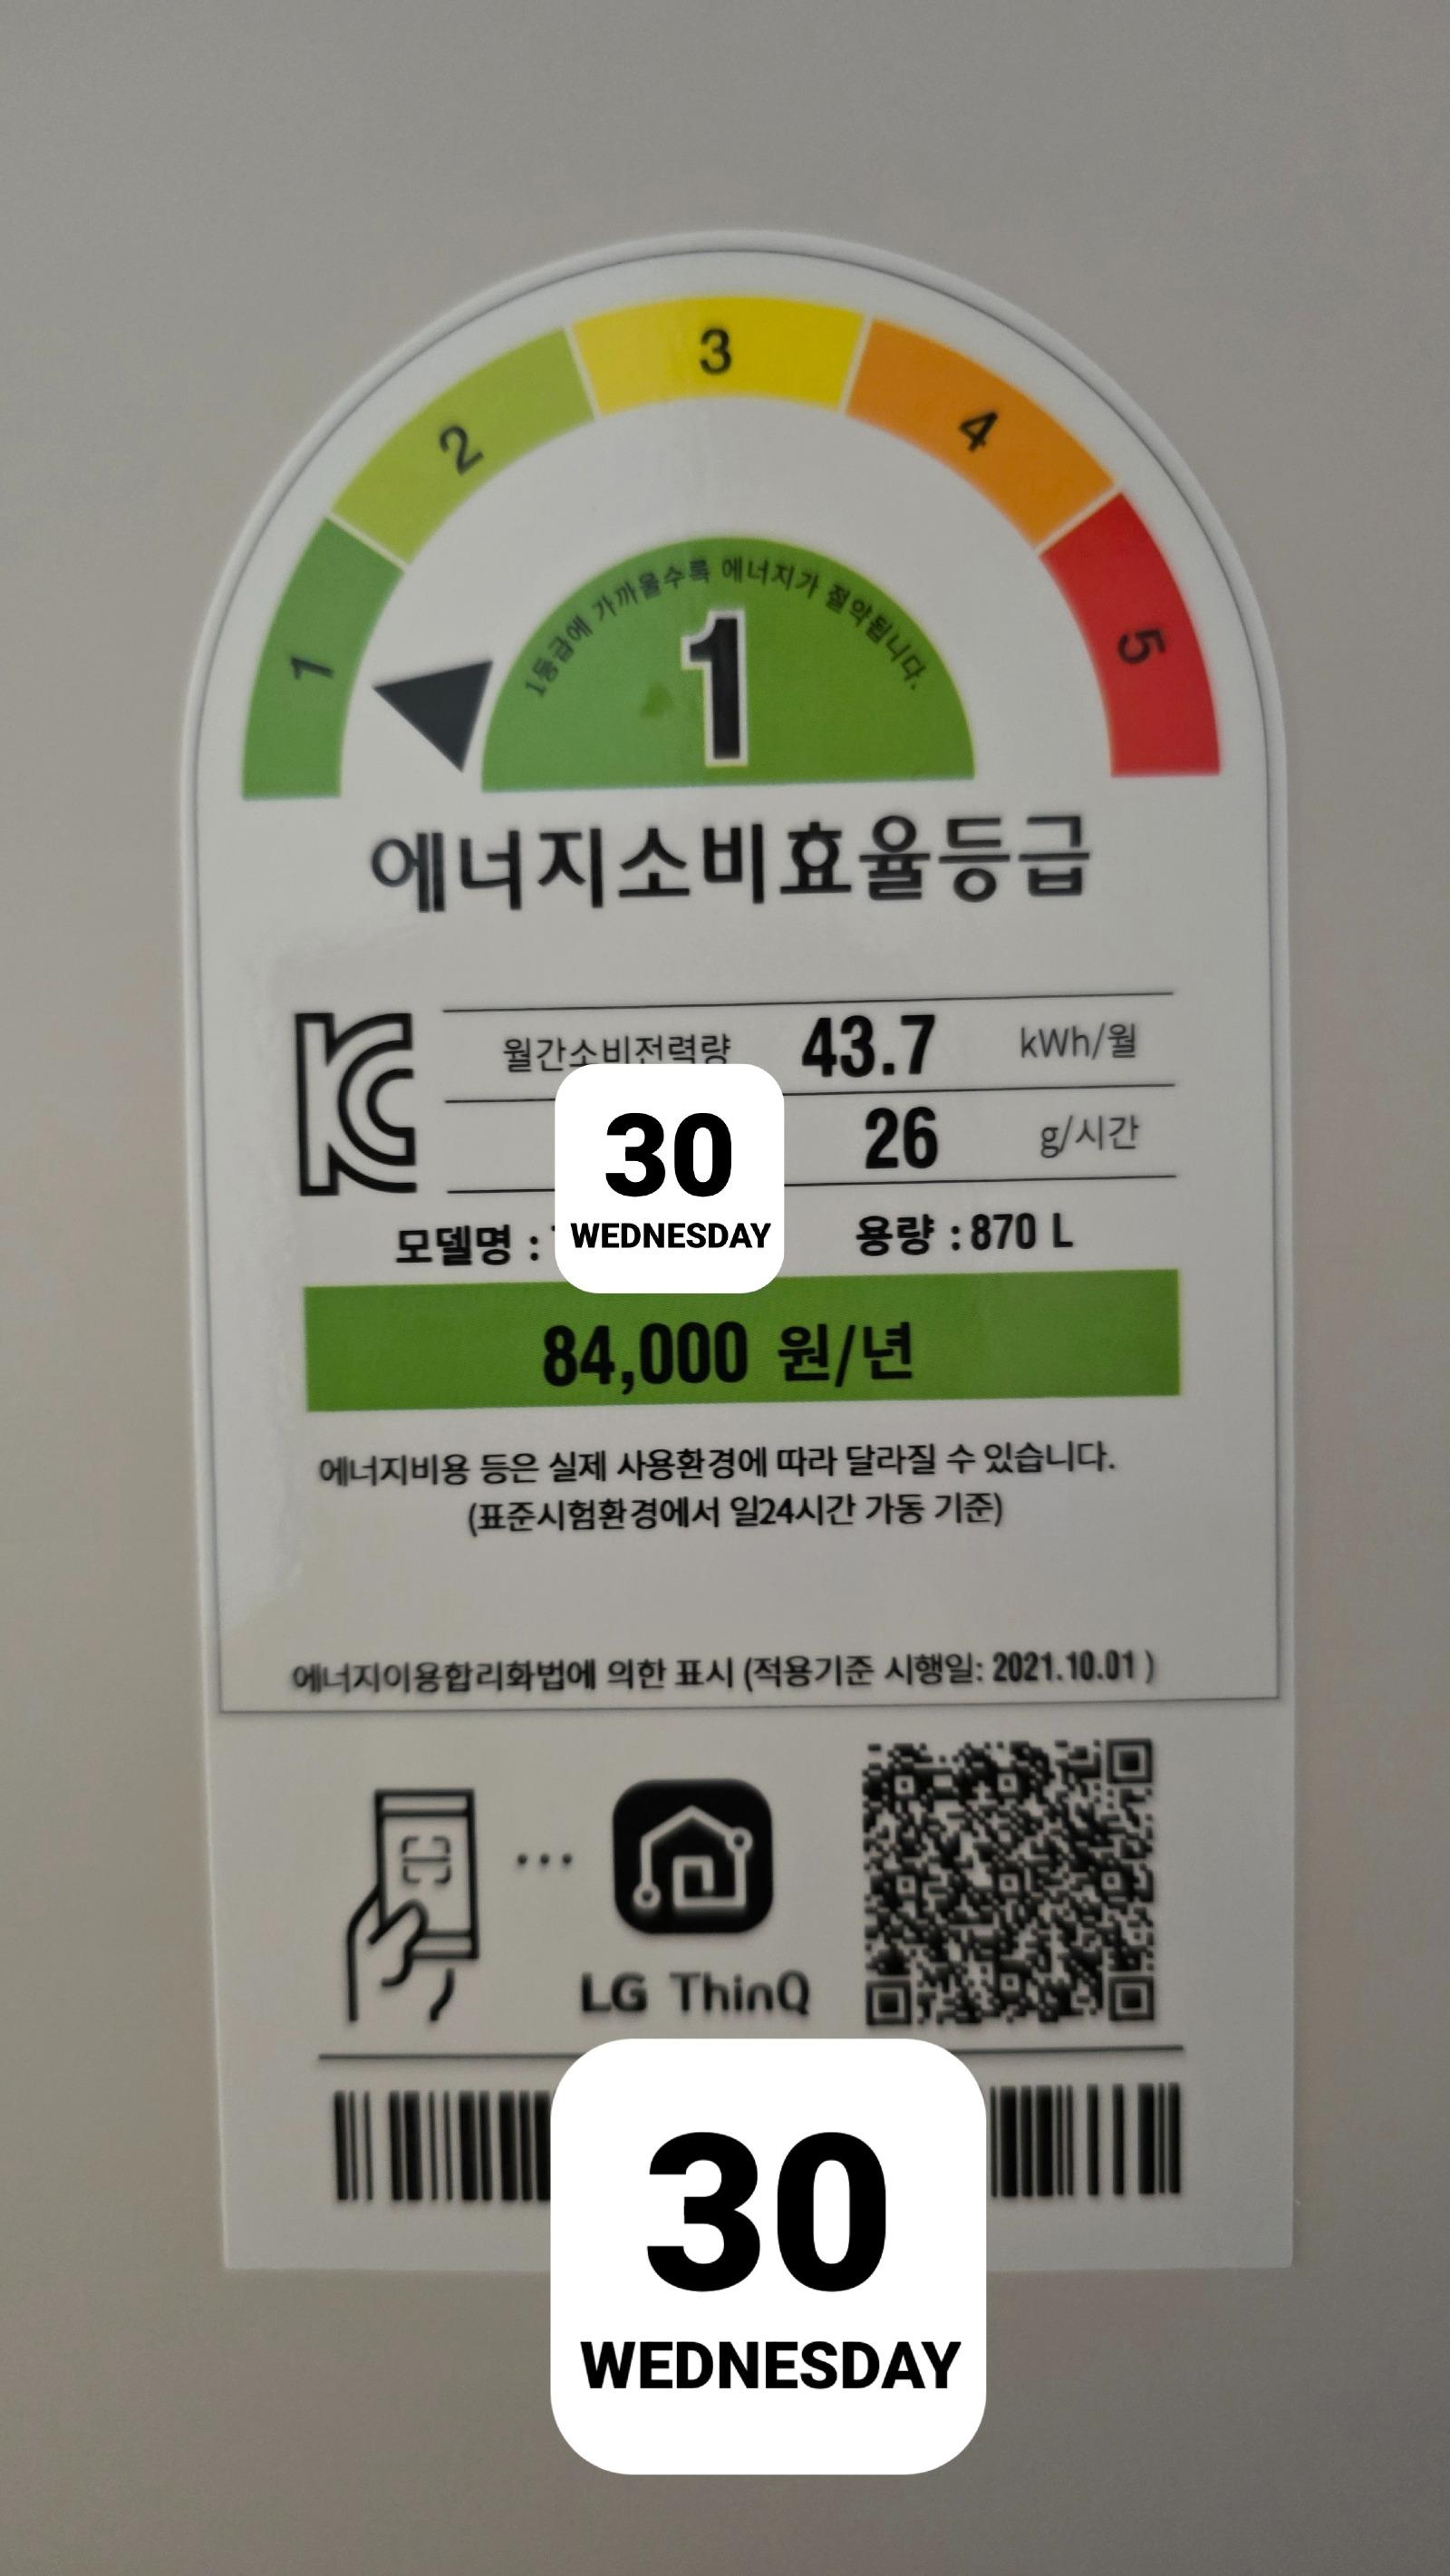 3
2
4
1
5
1등급에 가까울수록 에너지가 절약됩니다.
1
에너지소비효율등급
월간소비전력량 43.7 kWh/월
26 g/시간
30
WEDNESDAY
모델명 : 용량 : 870 L
84,000 원/년
에너지비용 등은 실제 사용환경에 따라 달라질 수 있습니다.
(표준시험환경에서 일24시간 가동 기준)
에너지이용합리화법에 의한 표시 (적용기준 시행일: 2021.10.01 )
LG ThinQ
30
WEDNESDAY